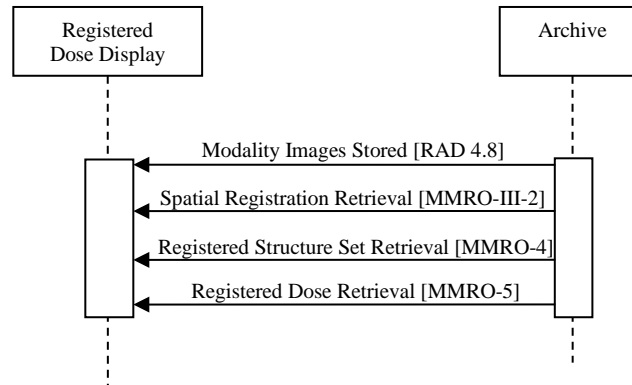 Registered
Dose Display
Archive
Modality Images Stored [RAD 4.8]
Spatial Registration Retrieval [MMRO-III-2]
Registered Structure Set Retrieval [MMRO-4]
Registered Dose Retrieval [MMRO-5]